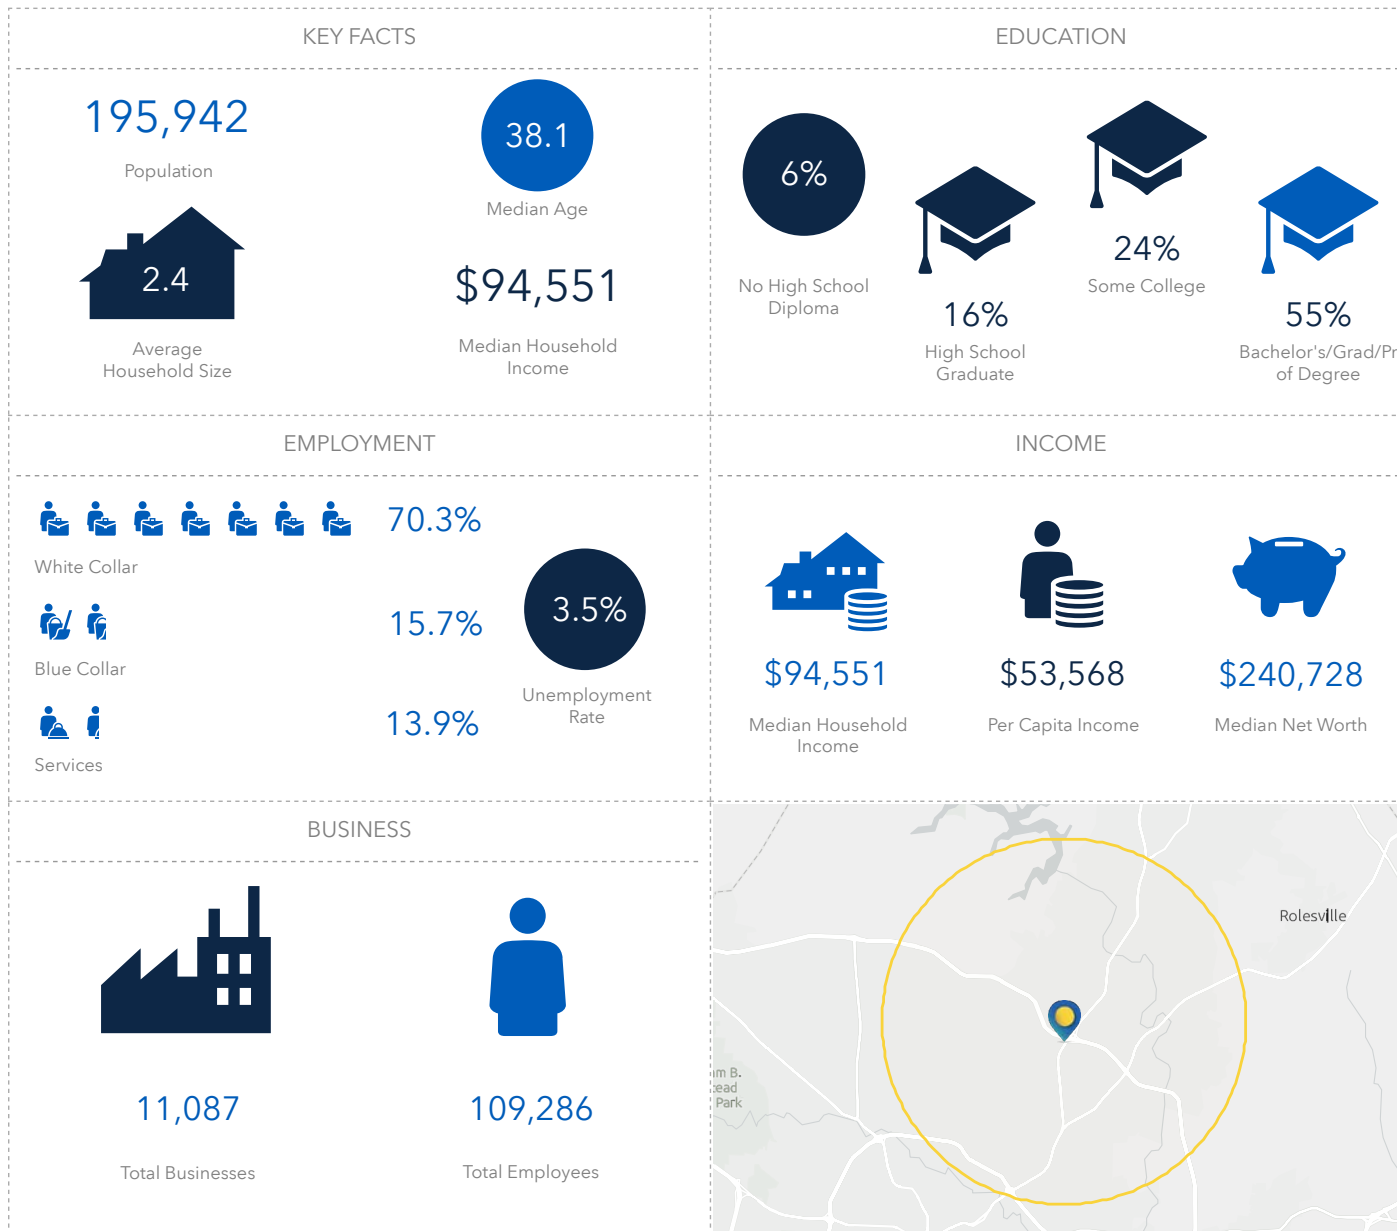 KEY FACTS
195,942
Population
38.1
Median Age
2.4
Average
Household Size
$94,551
Median Household
Income
EDUCATION
6%
No High School
Diploma
16%
High School
Graduate
24%
Some College
55%
Bachelor's/Grad/Pr
of Degree
EMPLOYMENT
70.3%
White Collar
15.7%
Blue Collar
13.9%
Services
3.5%
Unemployment
Rate
INCOME
$94,551
Median Household
Income
$53,568
Per Capita Income
$240,728
Median Net Worth
BUSINESS
11,087
Total Businesses
109,286
Total Employees
Rolesville
m B.
ead
Park